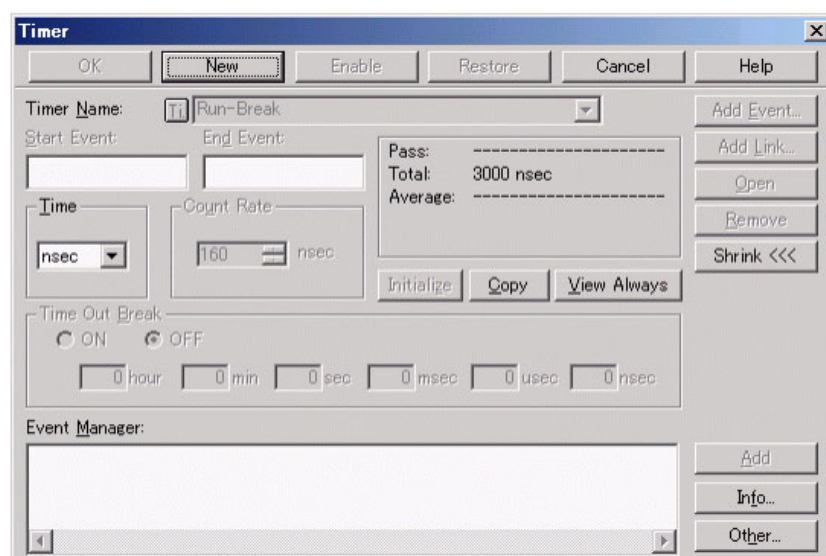 Timer
OK New Enable Restore Cancel Help
Timer Name: Ti Run-Break Add Event...
Start Event: End Event: Add Link...
Pass: -----------------------
Total: 3000 nsec Open
Average: -----------------------
Time Count Rate Remove
nsec 160 nsec Shrink <<<
Initialize Copy View Always
Time Out Break
ON OFF
0 hour 0 min 0 sec 0 msec 0 usec 0 nsec
Event Manager:
Add
Info...
Other...